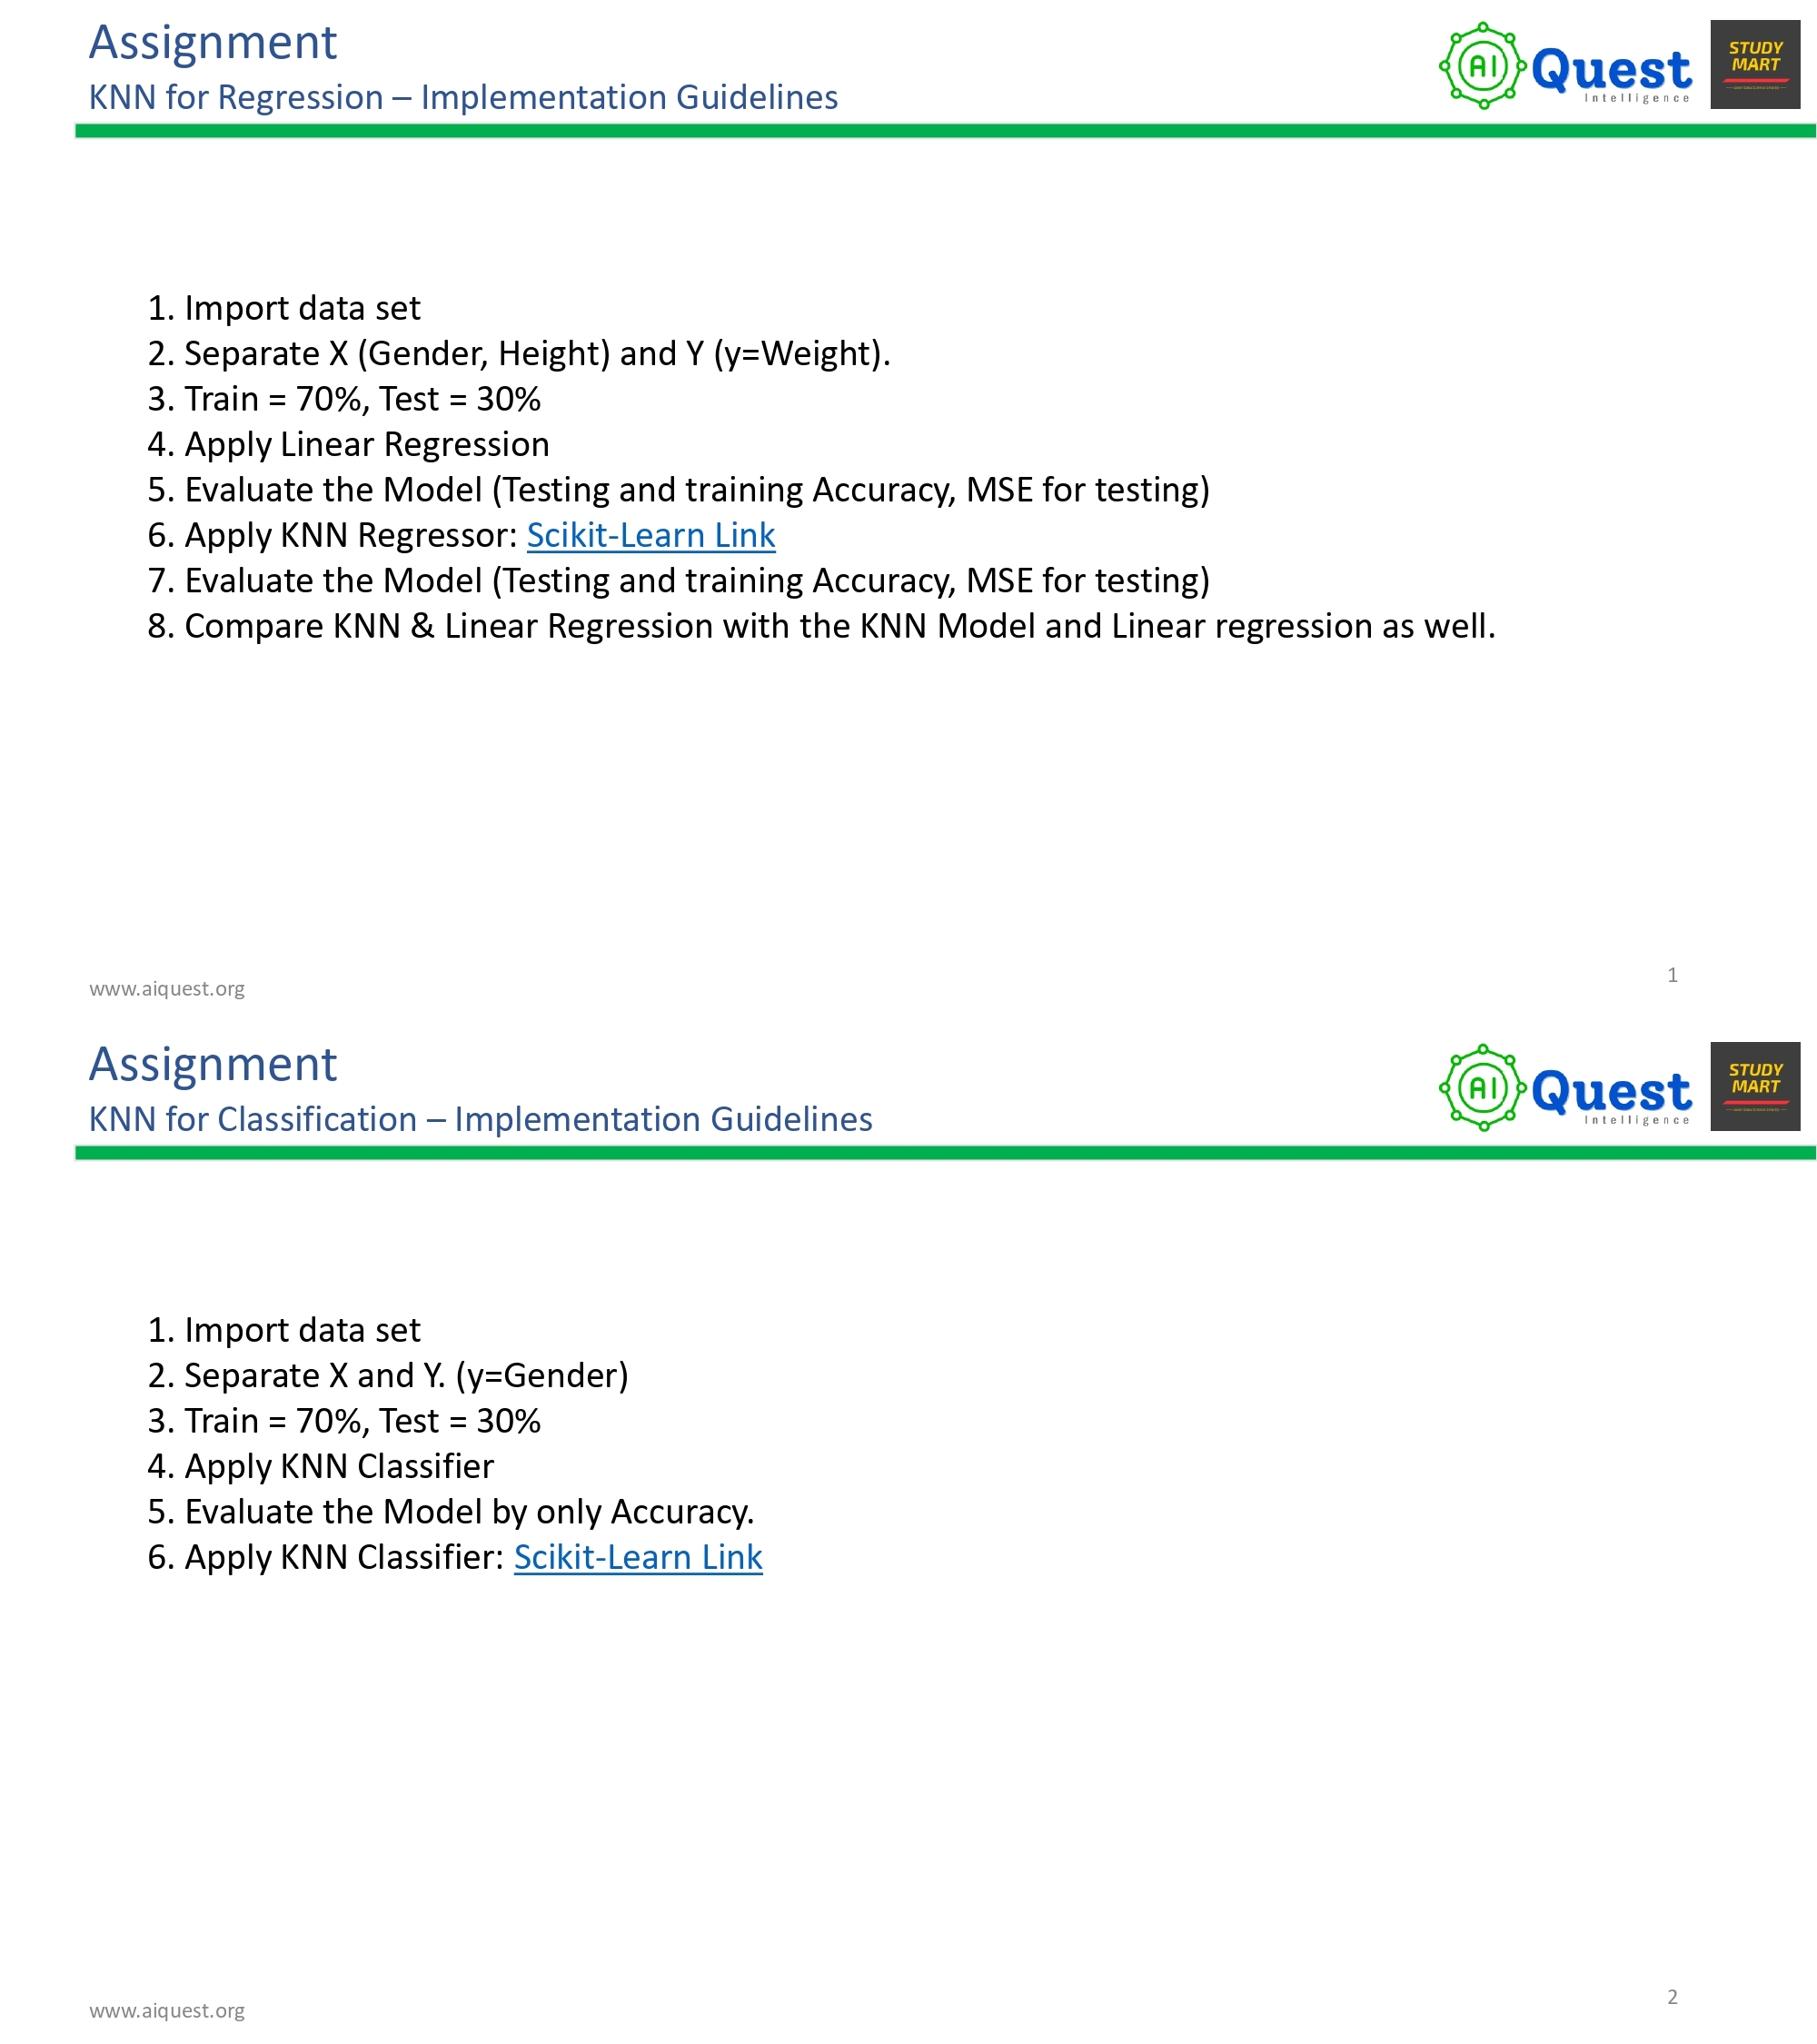 Assignment
KNN for Regression – Implementation Guidelines
AI Quest
Intelligence
STUDY
MART
1. Import data set
2. Separate X (Gender, Height) and Y (y=Weight).
3. Train = 70%, Test = 30%
4. Apply Linear Regression
5. Evaluate the Model (Testing and training Accuracy, MSE for testing)
6. Apply KNN Regressor: Scikit-Learn Link
7. Evaluate the Model (Testing and training Accuracy, MSE for testing)
8. Compare KNN & Linear Regression with the KNN Model and Linear regression as well.
www.aiquest.org
1
Assignment
KNN for Classification – Implementation Guidelines
AI Quest
Intelligence
STUDY
MART
1. Import data set
2. Separate X and Y. (y=Gender)
3. Train = 70%, Test = 30%
4. Apply KNN Classifier
5. Evaluate the Model by only Accuracy.
6. Apply KNN Classifier: Scikit-Learn Link
www.aiquest.org
2